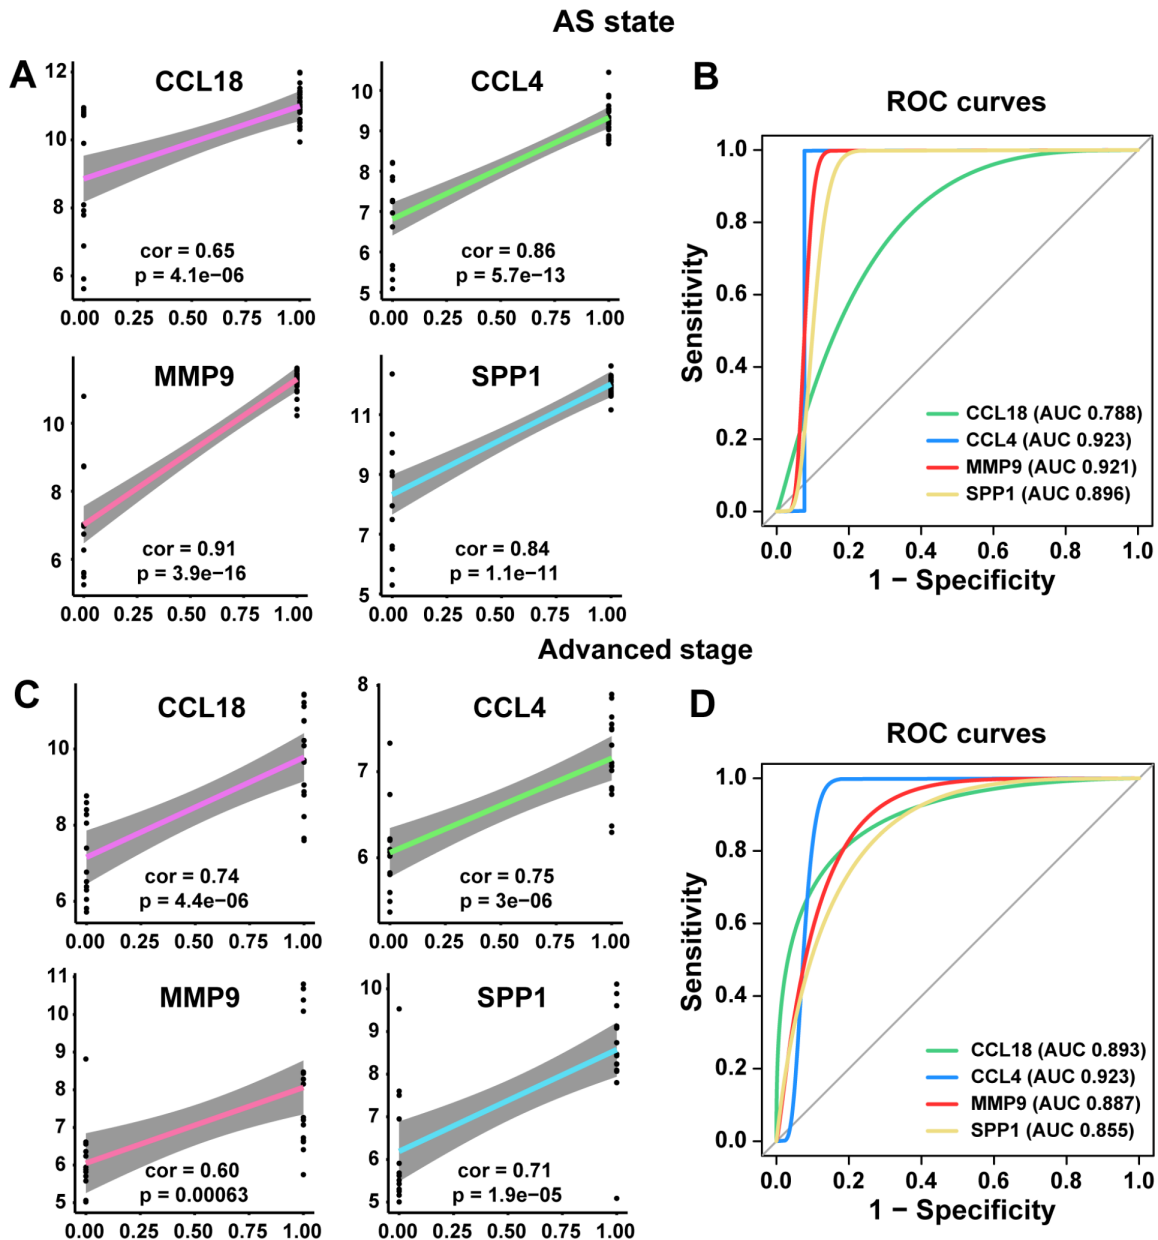 AS state
A
CCL18
12
10
8
6
cor = 0.65
p = 4.1e−06
0.00 0.25 0.50 0.75 1.00
CCL4
10
9
8
7
6
5
cor = 0.86
p = 5.7e−13
0.00 0.25 0.50 0.75 1.00
MMP9
10
8
6
cor = 0.91
p = 3.9e−16
0.00 0.25 0.50 0.75 1.00
SPP1
11
9
7
5
cor = 0.84
p = 1.1e−11
0.00 0.25 0.50 0.75 1.00
B
ROC curves
Sensitivity
1.0
0.8
0.6
0.4
0.2
0.0
CCL18 (AUC 0.788)
CCL4 (AUC 0.923)
MMP9 (AUC 0.921)
SPP1 (AUC 0.896)
0.0 0.2 0.4 0.6 0.8 1.0
1 − Specificity
Advanced stage
C
CCL18
10
8
6
cor = 0.74
p = 4.4e−06
0.00 0.25 0.50 0.75 1.00
CCL4
8
7
6
cor = 0.75
p = 3e−06
0.00 0.25 0.50 0.75 1.00
MMP9
11
10
9
8
7
6
5
cor = 0.60
p = 0.00063
0.00 0.25 0.50 0.75 1.00
SPP1
10
9
8
7
6
5
cor = 0.71
p = 1.9e−05
0.00 0.25 0.50 0.75 1.00
D
ROC curves
Sensitivity
1.0
0.8
0.6
0.4
0.2
0.0
CCL18 (AUC 0.893)
CCL4 (AUC 0.923)
MMP9 (AUC 0.887)
SPP1 (AUC 0.855)
0.0 0.2 0.4 0.6 0.8 1.0
1 − Specificity